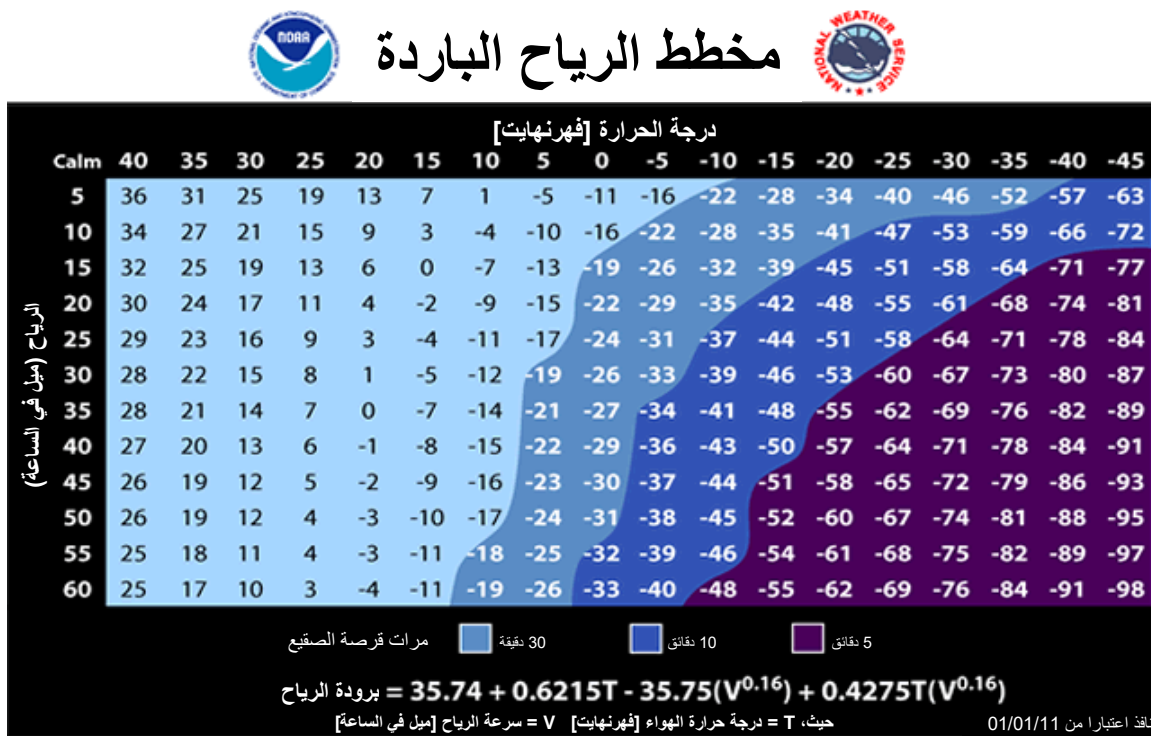 مخطط الرياح الباردة
NOAA
NATIONAL WEATHER SERVICE
درجة الحرارة [فهرنهايت]
Calm 40 35 30 25 20 15 10 5 0 -5 -10 -15 -20 -25 -30 -35 -40 -45
الرياح (ميل في الساعة)
5 36 31 25 19 13 7 1 -5 -11 -16 -22 -28 -34 -40 -46 -52 -57 -63
10 34 27 21 15 9 3 -4 -10 -16 -22 -28 -35 -41 -47 -53 -59 -66 -72
15 32 25 19 13 6 0 -7 -13 -19 -26 -32 -39 -45 -51 -58 -64 -71 -77
20 30 24 17 11 4 -2 -9 -15 -22 -29 -35 -42 -48 -55 -61 -68 -74 -81
25 29 23 16 9 3 -4 -11 -17 -24 -31 -37 -44 -51 -58 -64 -71 -78 -84
30 28 22 15 8 1 -5 -12 -19 -26 -33 -39 -46 -53 -60 -67 -73 -80 -87
35 28 21 14 7 0 -7 -14 -21 -27 -34 -41 -48 -55 -62 -69 -76 -82 -89
40 27 20 13 6 -1 -8 -15 -22 -29 -36 -43 -50 -57 -64 -71 -78 -84 -91
45 26 19 12 5 -2 -9 -16 -23 -30 -37 -44 -51 -58 -65 -72 -79 -86 -93
50 26 19 12 4 -3 -10 -17 -24 -31 -38 -45 -52 -60 -67 -74 -81 -88 -95
55 25 18 11 4 -3 -11 -18 -25 -32 -39 -46 -54 -61 -68 -75 -82 -89 -97
60 25 17 10 3 -4 -11 -19 -26 -33 -40 -48 -55 -62 -69 -76 -84 -91 -98
مرات قرصة الصقيع 30 دقيقة 10 دقائق 5 دقائق
برودة الرياح = 35.74 + 0.6215T - 35.75(V0.16) + 0.4275T(V0.16)
حيث، T = درجة حرارة الهواء [فهرنهايت] V = سرعة الرياح [ميل في الساعة]
نافذ اعتبارا من 01/01/11